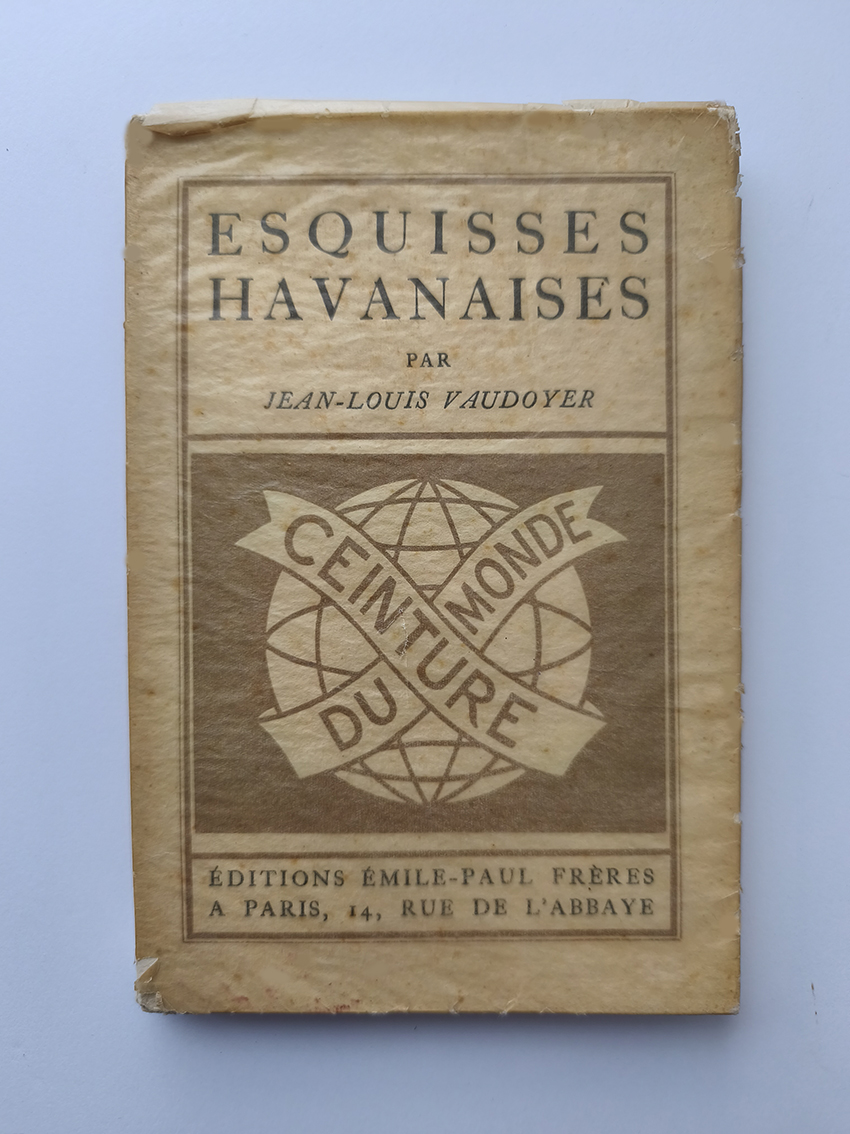 ESQUISSES
HAVANAISES
PAR
JEAN-LOUIS VAUDOYER
CEINTURE
DU MONDE
ÉDITIONS ÉMILE-PAUL FRÈRES
A PARIS, 14, RUE DE L'ABBAYE